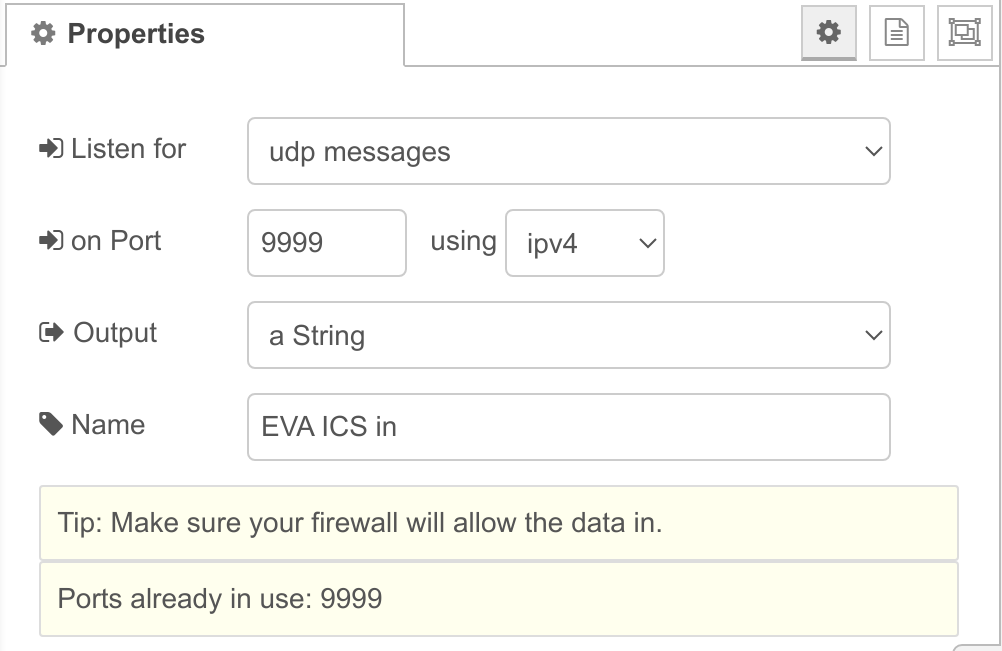 Properties
Listen for udp messages
on Port 9999 using ipv4
Output a String
Name EVA ICS in
Tip: Make sure your firewall will allow the data in.
Ports already in use: 9999